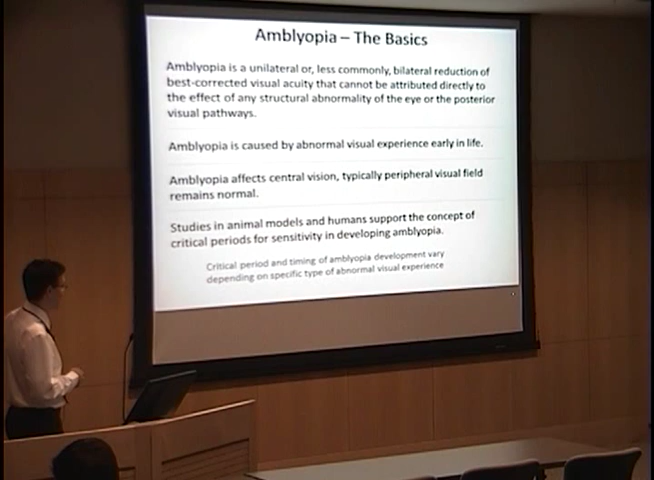 Amblyopia – The Basics
Amblyopia is a unilateral or, less commonly, bilateral reduction of
best-corrected visual acuity that cannot be attributed directly to
the effect of any structural abnormality of the eye or the posterior
visual pathways.
Amblyopia is caused by abnormal visual experience early in life.
Amblyopia affects central vision, typically peripheral visual field
remains normal.
Studies in animal models and humans support the concept of
critical periods for sensitivity in developing amblyopia.
Critical period and timing of amblyopia development vary
depending on specific type of abnormal visual experience